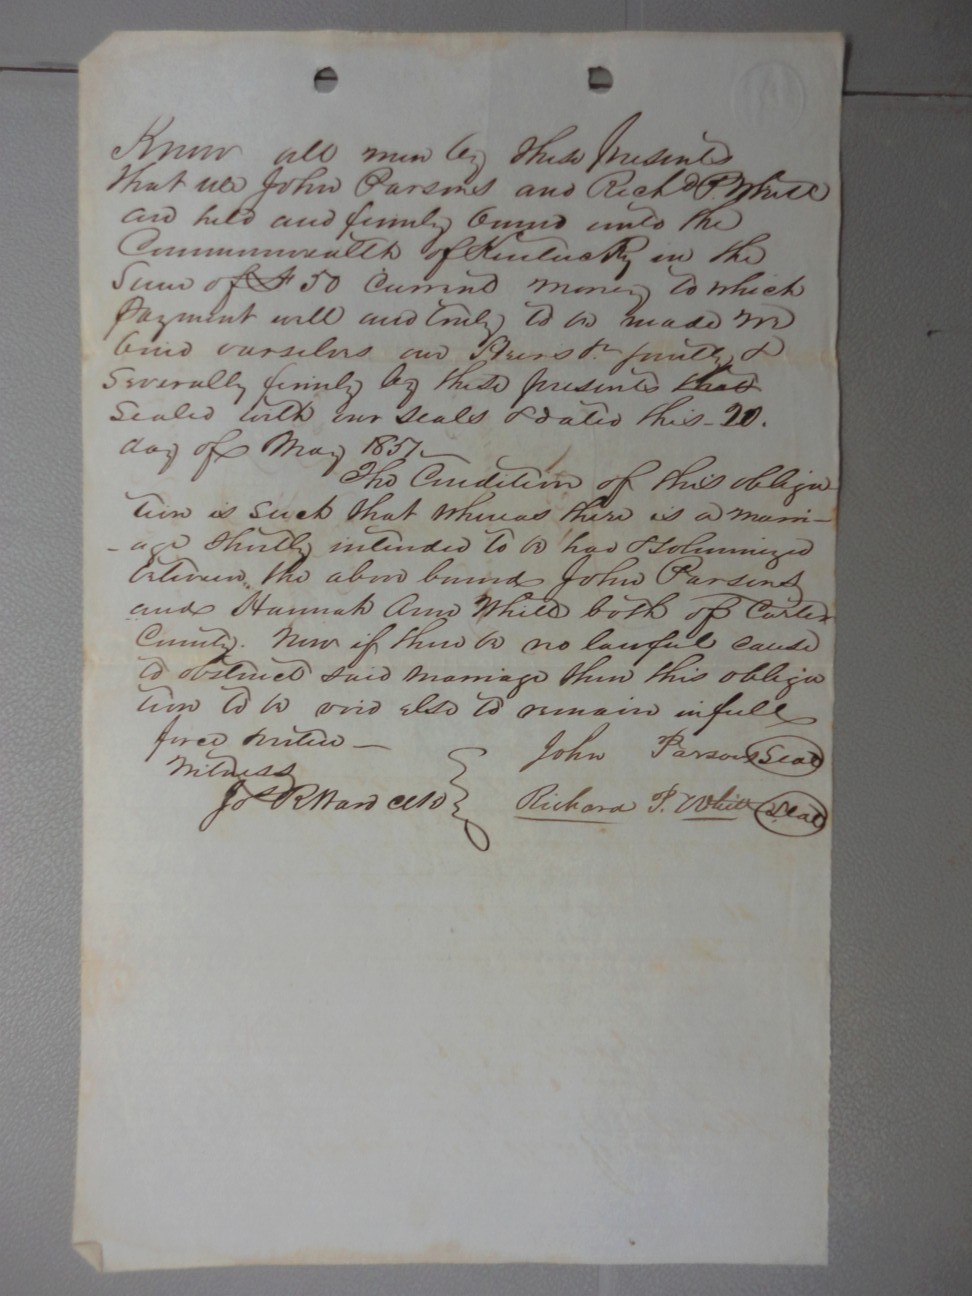 Know all men by these presents
that we John Parsons and Richd P. White
are held and firmly bound unto the
Commonwealth of Kentucky in the
Sum of $50 current money to which
payment well and truly to be made we
bind ourselves our Heirs &c jointly &
Severally firmly by these presents
Sealed with our seals & dated this 20.
day of May 1857
The Condition of this obliga-
tion is Such that whereas there is a marri-
-age shortly intended to be had & solemnized
between the above bound John Parsons
and Hannah Ann White both of Carter
County. Now if there be no lawful cause
to obstruct said marriage then this obliga
tion to be void else to remain in full
force virtue —
John Parsons Seal
Witness
Jos R Ward
Richard P. White Seal